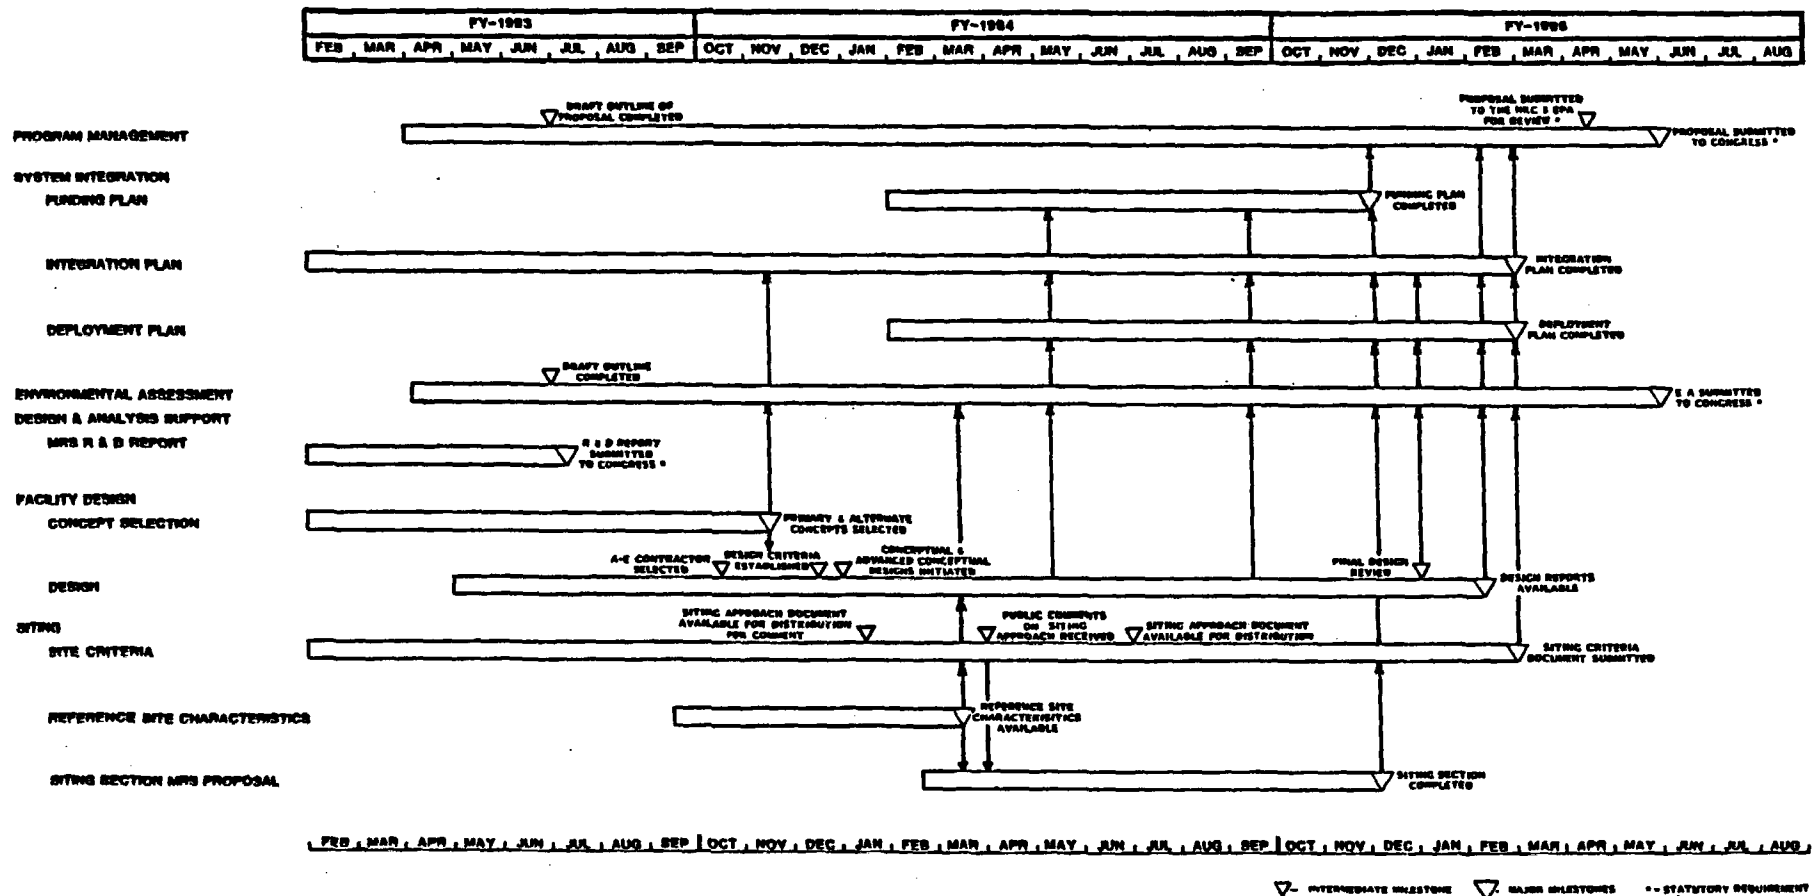 FY-1983 FY-1984 FY-1985
FEB MAR APR MAY JUN JUL AUG SEP OCT NOV DEC JAN FEB MAR APR MAY JUN JUL AUG SEP OCT NOV DEC JAN FEB MAR APR MAY JUN JUL AUG
DRAFT OUTLINE OF
PROPOSAL COMPLETED
PROPOSAL SUBMITTED
TO THE NRC & EPA
FOR REVIEW *
PROGRAM MANAGEMENT
PROPOSAL SUBMITTED
TO CONGRESS *
SYSTEM INTEGRATION
FUNDING PLAN
FUNDING PLAN
COMPLETED
INTEGRATION PLAN
INTEGRATION
PLAN COMPLETED
DEPLOYMENT PLAN
DEPLOYMENT
PLAN COMPLETED
DRAFT OUTLINE
COMPLETED
ENVIRONMENTAL ASSESSMENT
E A SUBMITTED
TO CONGRESS *
DESIGN & ANALYSIS SUPPORT
MRS R & D REPORT
R & D REPORT
SUBMITTED
TO CONGRESS *
FACILITY DESIGN
CONCEPT SELECTION
PRIMARY & ALTERNATE
CONCEPTS SELECTED
A-E CONTRACTOR
SELECTED
DESIGN CRITERIA
ESTABLISHED
CONCEPTUAL &
ADVANCED CONCEPTUAL
DESIGNS INITIATED
FINAL DESIGN
REVIEW
DESIGN
DESIGN REPORTS
AVAILABLE
SITING
SITING APPROACH DOCUMENT
AVAILABLE FOR DISTRIBUTION
FOR COMMENT
PUBLIC COMMENTS
ON SITING
APPROACH RECEIVED
SITING APPROACH DOCUMENT
AVAILABLE FOR DISTRIBUTION
SITE CRITERIA
SITING CRITERIA
DOCUMENT SUBMITTED
REFERENCE SITE CHARACTERISTICS
REFERENCE SITE
CHARACTERISITICS
AVAILABLE
SITING SECTION MRS PROPOSAL
SITING SECTION
COMPLETED
FEB MAR APR MAY JUN JUL AUG SEP OCT NOV DEC JAN FEB MAR APR MAY JUN JUL AUG SEP OCT NOV DEC JAN FEB MAR APR MAY JUN JUL AUG
- INTERMEDIATE MILESTONE - MAJOR MILESTONES * - STATUTORY REQUIREMENT